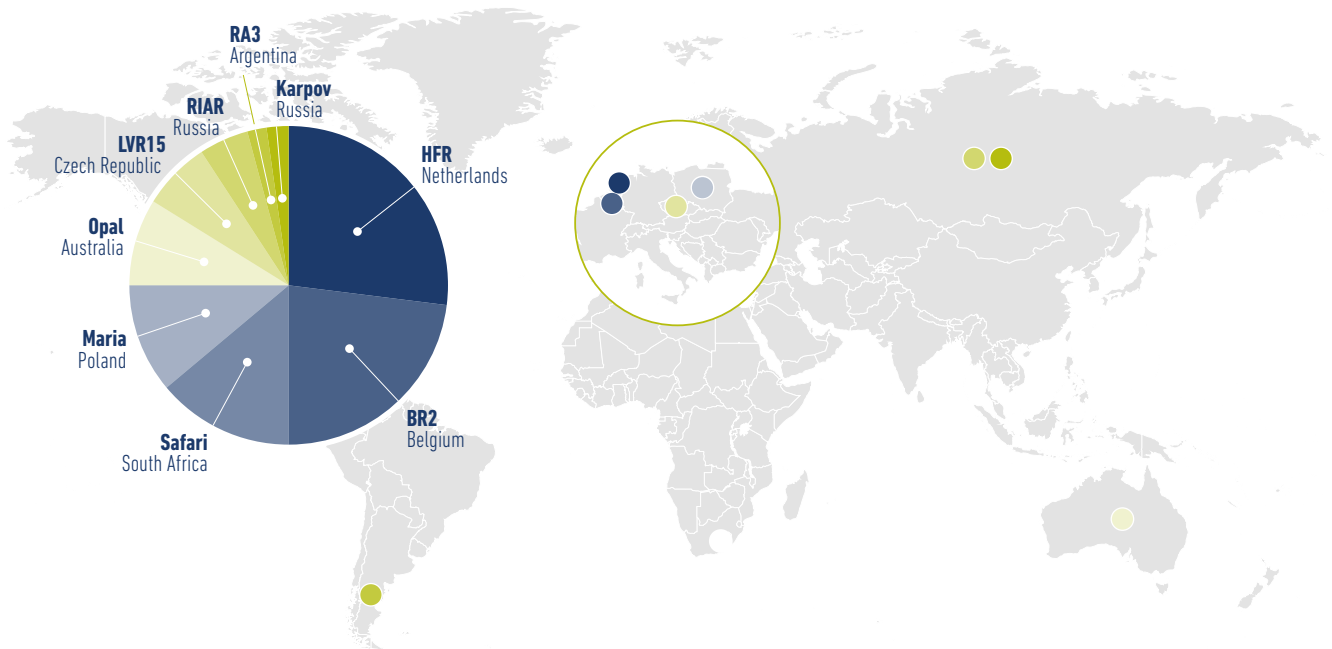 RA3
Argentina
Karpov
Russia
RIAR
Russia
LVR15
Czech Republic
HFR
Netherlands
Opal
Australia
Maria
Poland
BR2
Belgium
Safari
South Africa